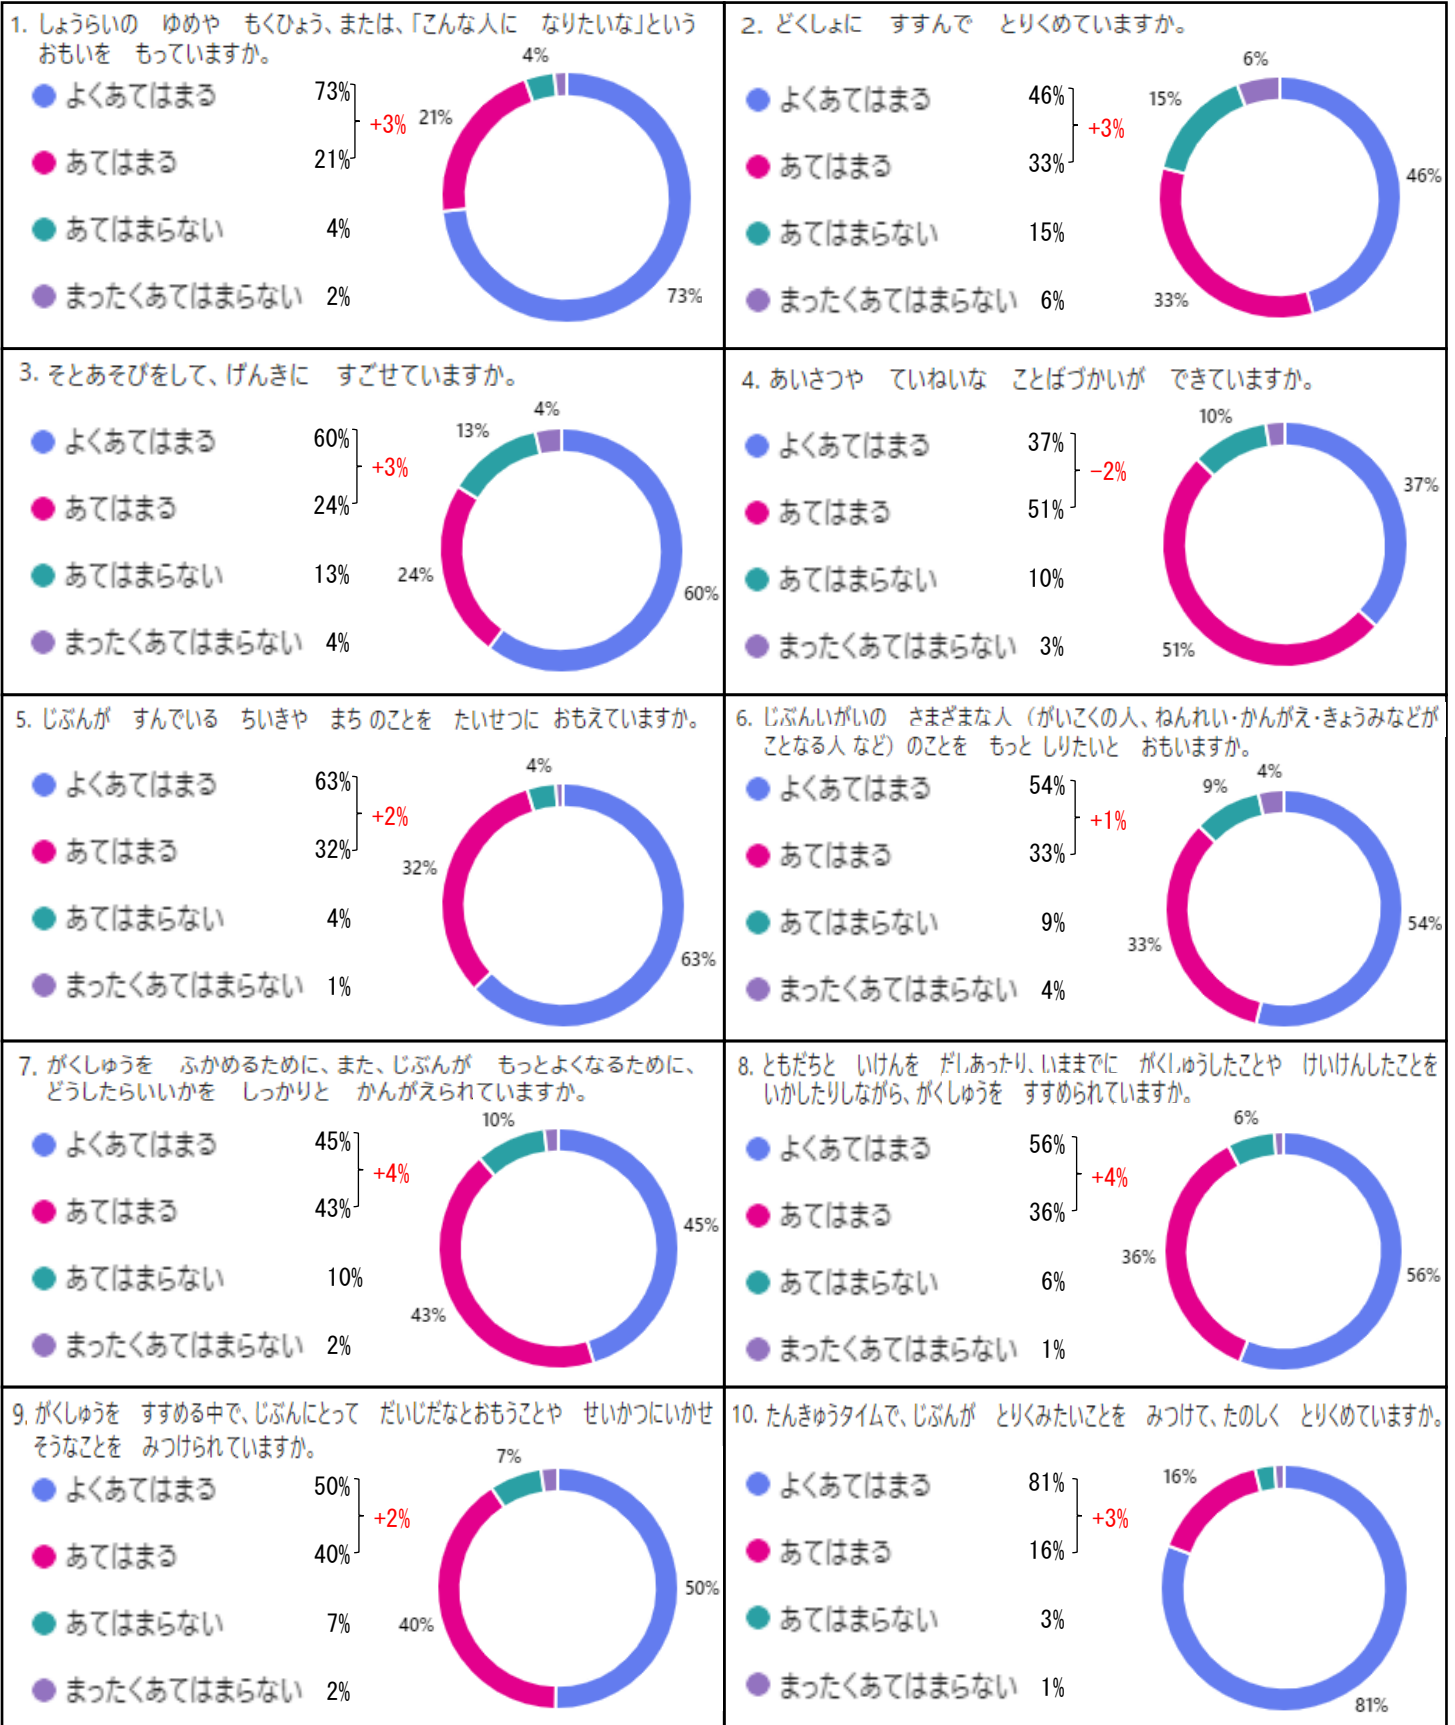 1. しょうらいの　ゆめや　もくひょう、または、「こんな人に　なりたいな」という
おもいを　もっていますか。
よくあてはまる 73%
あてはまる 21%
+3%
あてはまらない 4%
まったくあてはまらない 2%
4%
21%
73%
2. どくしょに　すすんで　とりくめていますか。
よくあてはまる 46%
あてはまる 33%
+3%
あてはまらない 15%
まったくあてはまらない 6%
6%
15%
46%
33%
3. そとあそびをして、げんきに　すごせていますか。
よくあてはまる 60%
あてはまる 24%
+3%
あてはまらない 13%
まったくあてはまらない 4%
4%
13%
24%
60%
4. あいさつや　ていねいな　ことばづかいが　できていますか。
よくあてはまる 37%
あてはまる 51%
−2%
あてはまらない 10%
まったくあてはまらない 3%
10%
37%
51%
5. じぶんが　すんでいる　ちいきや　まち のことを　たいせつに　おもえていますか。
よくあてはまる 63%
あてはまる 32%
+2%
あてはまらない 4%
まったくあてはまらない 1%
4%
32%
63%
6. じぶんいがいの　さまざまな人（がいこくの人、ねんれい・かんがえ・きょうみなどが
ことなる人 など）のことを　もっと しりたいと　おもいますか。
よくあてはまる 54%
あてはまる 33%
+1%
あてはまらない 9%
まったくあてはまらない 4%
4%
9%
54%
33%
7. がくしゅうを　ふかめるために、また、じぶんが　もっとよくなるために、
どうしたらいいかを　しっかりと　かんがえられていますか。
よくあてはまる 45%
あてはまる 43%
+4%
あてはまらない 10%
まったくあてはまらない 2%
10%
45%
43%
8. ともだちと　いけんを　だしあったり、いままでに　がくしゅうしたことや　けいけんしたことを
いかしたりしながら、がくしゅうを　すすめられていますか。
よくあてはまる 56%
あてはまる 36%
+4%
あてはまらない 6%
まったくあてはまらない 1%
6%
36%
56%
9. がくしゅうを　すすめる中で、じぶんにとって　だいじだなとおもうことや　せいかつにいかせ
そうなことを　みつけられていますか。
よくあてはまる 50%
あてはまる 40%
+2%
あてはまらない 7%
まったくあてはまらない 2%
7%
50%
40%
10. たんきゅうタイムで、じぶんが　とりくみたいことを　みつけて、たのしく　とりくめていますか。
よくあてはまる 81%
あてはまる 16%
+3%
あてはまらない 3%
まったくあてはまらない 1%
16%
81%